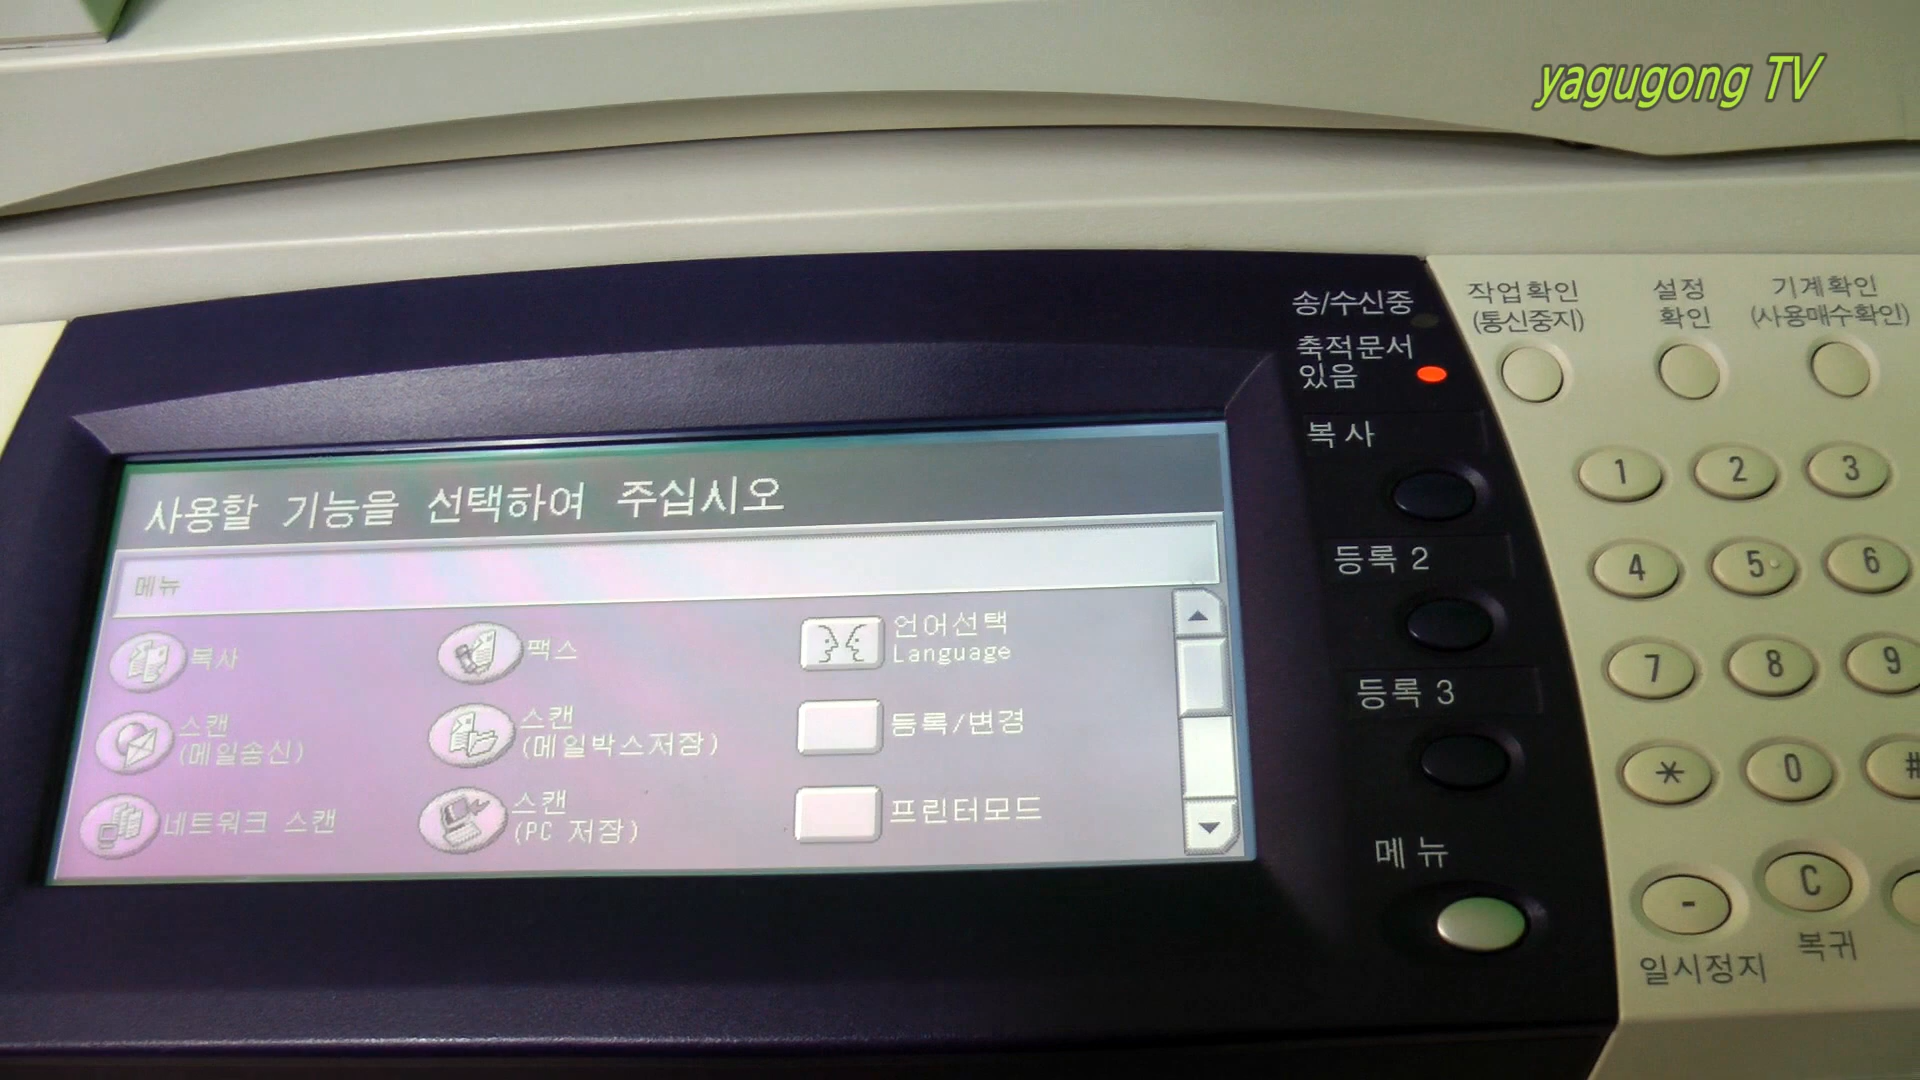 yagugong TV
송/수신중
축적문서
있음
작업확인
(통신중지)
설정
확인
기계확인
(사용매수확인)
사용할 기능을 선택하여 주십시오
메뉴
복사
팩스
언어선택
Language
스캔
(메일송신)
스캔
(메일박스저장)
등록/변경
네트워크 스캔
스캔
(PC 저장)
프린터모드
복사
등록 2
등록 3
메뉴
1 2 3
4 5 6
7 8 9
* 0 #
- C
일시정지
복귀